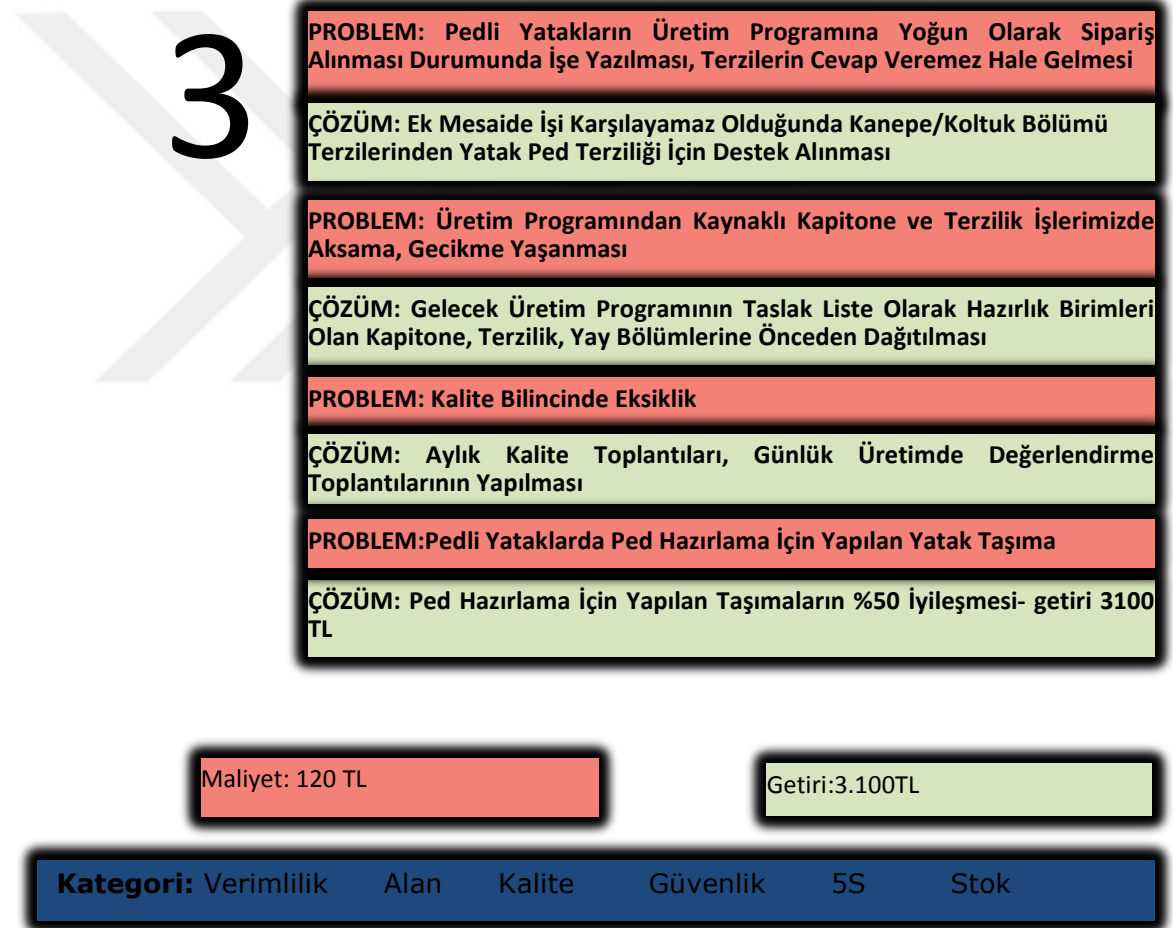 3
PROBLEM: Pedli Yatakların Üretim Programına Yoğun Olarak Sipariş
Alınması Durumunda İşe Yazılması, Terzilerin Cevap Veremez Hale Gelmesi
ÇÖZÜM: Ek Mesaide İşi Karşılayamaz Olduğunda Kanepe/Koltuk Bölümü
Terzilerinden Yatak Ped Terziliği İçin Destek Alınması
PROBLEM: Üretim Programından Kaynaklı Kapitone ve Terzilik İşlerimizde
Aksama, Gecikme Yaşanması
ÇÖZÜM: Gelecek Üretim Programının Taslak Liste Olarak Hazırlık Birimleri
Olan Kapitone, Terzilik, Yay Bölümlerine Önceden Dağıtılması
PROBLEM: Kalite Bilincinde Eksiklik
ÇÖZÜM: Aylık Kalite Toplantıları, Günlük Üretimde Değerlendirme
Toplantılarının Yapılması
PROBLEM:Pedli Yataklarda Ped Hazırlama İçin Yapılan Yatak Taşıma
ÇÖZÜM: Ped Hazırlama İçin Yapılan Taşımaların %50 İyileşmesi- getiri 3100
TL
Maliyet: 120 TL
Getiri:3.100TL
Kategori: Verimlilik Alan Kalite Güvenlik 5S Stok